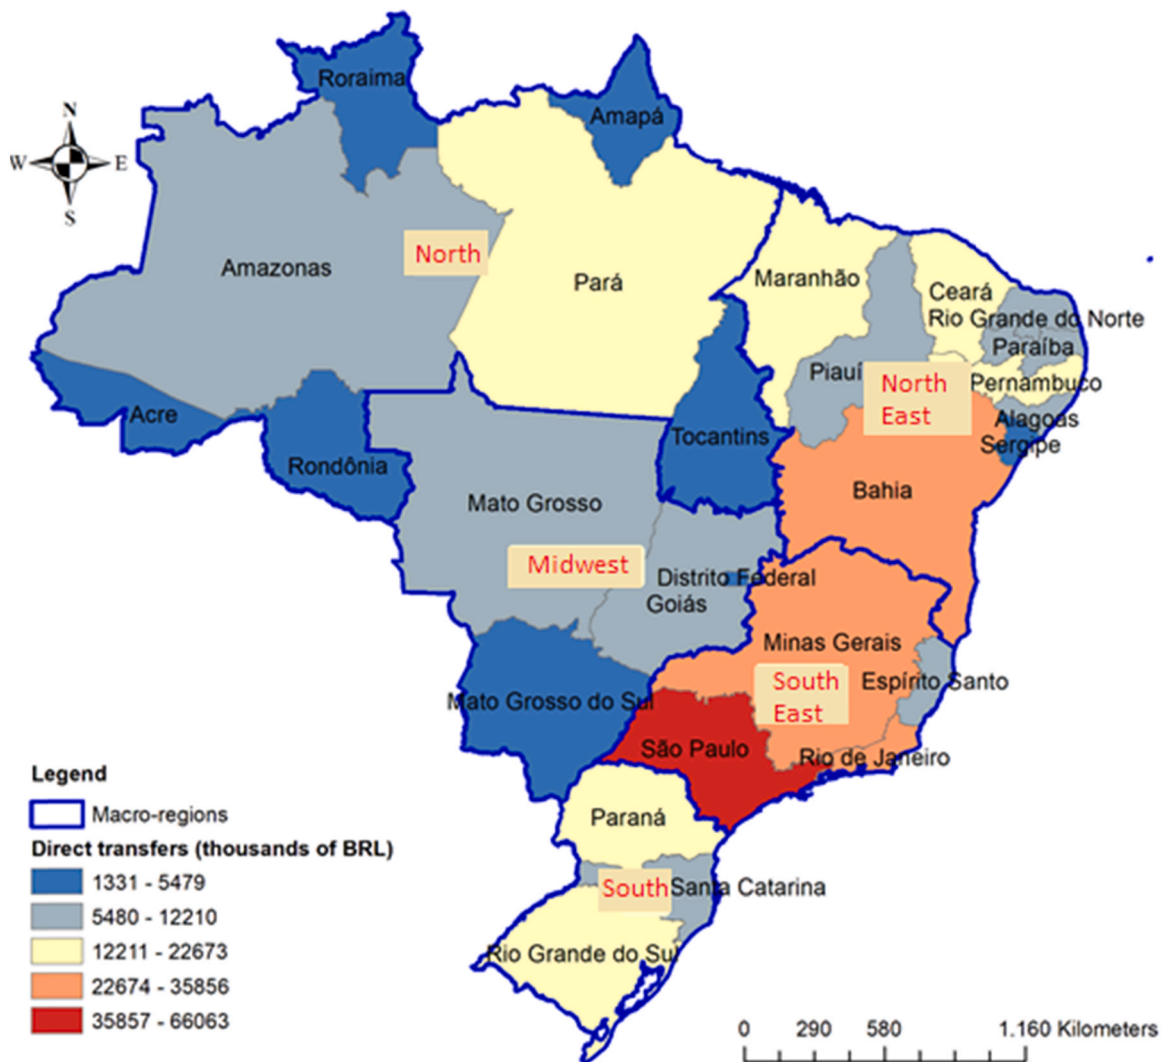 Roraima
Amapá
N
W E
S
Amazonas
North
Pará
Maranhão
Ceará
Rio Grande do Norte
Paraíba
Piauí
North
East
Pernambuco
Alagoas
Sergipe
Acre
Rondônia
Tocantins
Bahia
Mato Grosso
Midwest
Distrito Federal
Goiás
Minas Gerais
South
East
Espírito Santo
Mato Grosso do Sul
São Paulo
Rio de Janeiro
Paraná
South
Santa Catarina
Rio Grande do Sul
Legend
Macro-regions
Direct transfers (thousands of BRL)
1331 - 5479
5480 - 12210
12211 - 22673
22674 - 35856
35857 - 66063
0 290 580 1.160 Kilometers